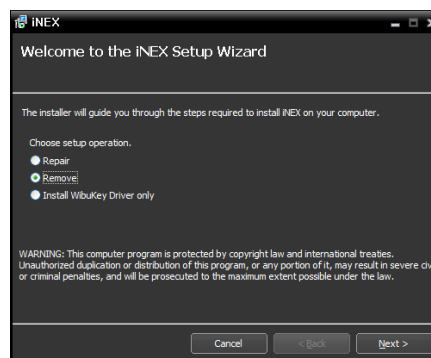 iNEX
Welcome to the iNEX Setup Wizard
The installer will guide you through the steps required to install iNEX on your computer.
Choose setup operation.
Repair
Remove
Install WibuKey Driver only
WARNING: This computer program is protected by copyright law and international treaties.
Unauthorized duplication or distribution of this program, or any portion of it, may result in severe
or criminal penalties, and will be prosecuted to the maximum extent possible under the law.
Cancel
< Back
Next >